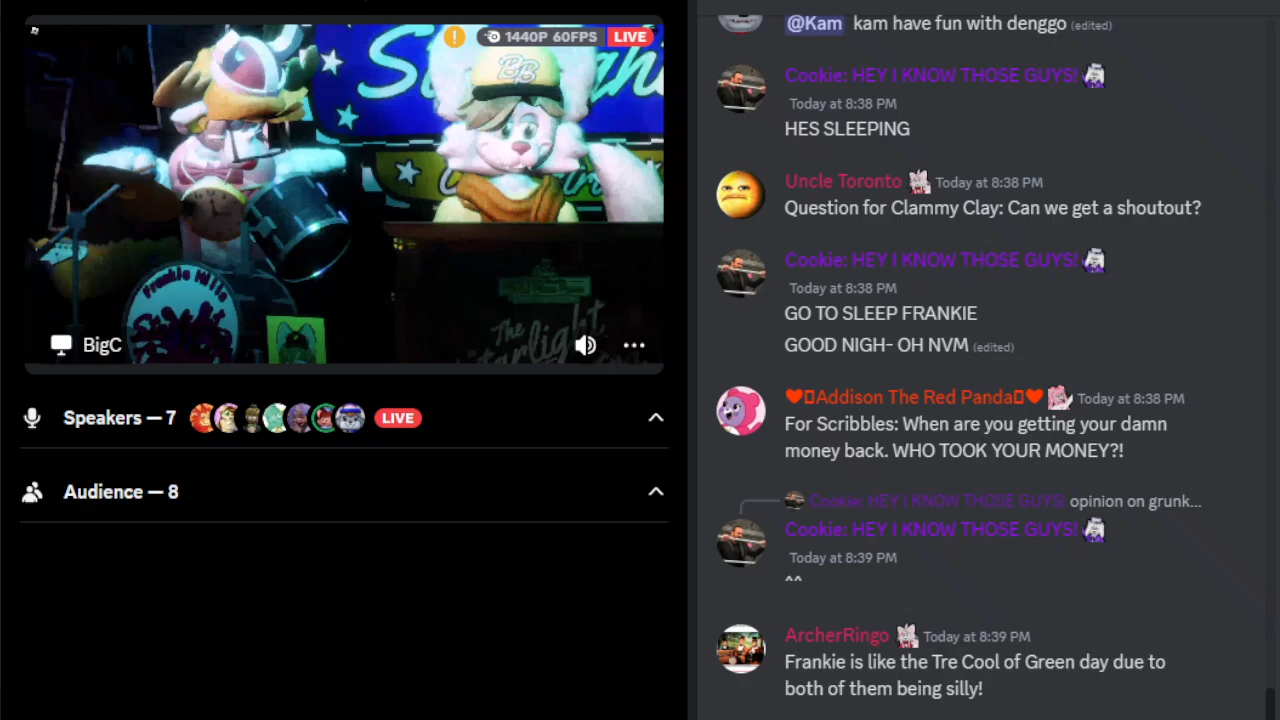 1440P 60FPS LIVE
BB
Frankie Hills
The
Starlight
BigC
Speakers — 7 LIVE
Audience — 8
@Kam kam have fun with denggo (edited)
Cookie: HEY I KNOW THOSE GUYS!
Today at 8:38 PM
HES SLEEPING
Uncle Toronto Today at 8:38 PM
Question for Clammy Clay: Can we get a shoutout?
Cookie: HEY I KNOW THOSE GUYS!
Today at 8:38 PM
GO TO SLEEP FRANKIE
GOOD NIGH- OH NVM (edited)
Addison The Red Panda Today at 8:38 PM
For Scribbles: When are you getting your damn
money back. WHO TOOK YOUR MONEY?!
Cookie: HEY I KNOW THOSE GUYS! opinion on grunk...
Cookie: HEY I KNOW THOSE GUYS!
Today at 8:39 PM
^^
ArcherRingo Today at 8:39 PM
Frankie is like the Tre Cool of Green day due to
both of them being silly!